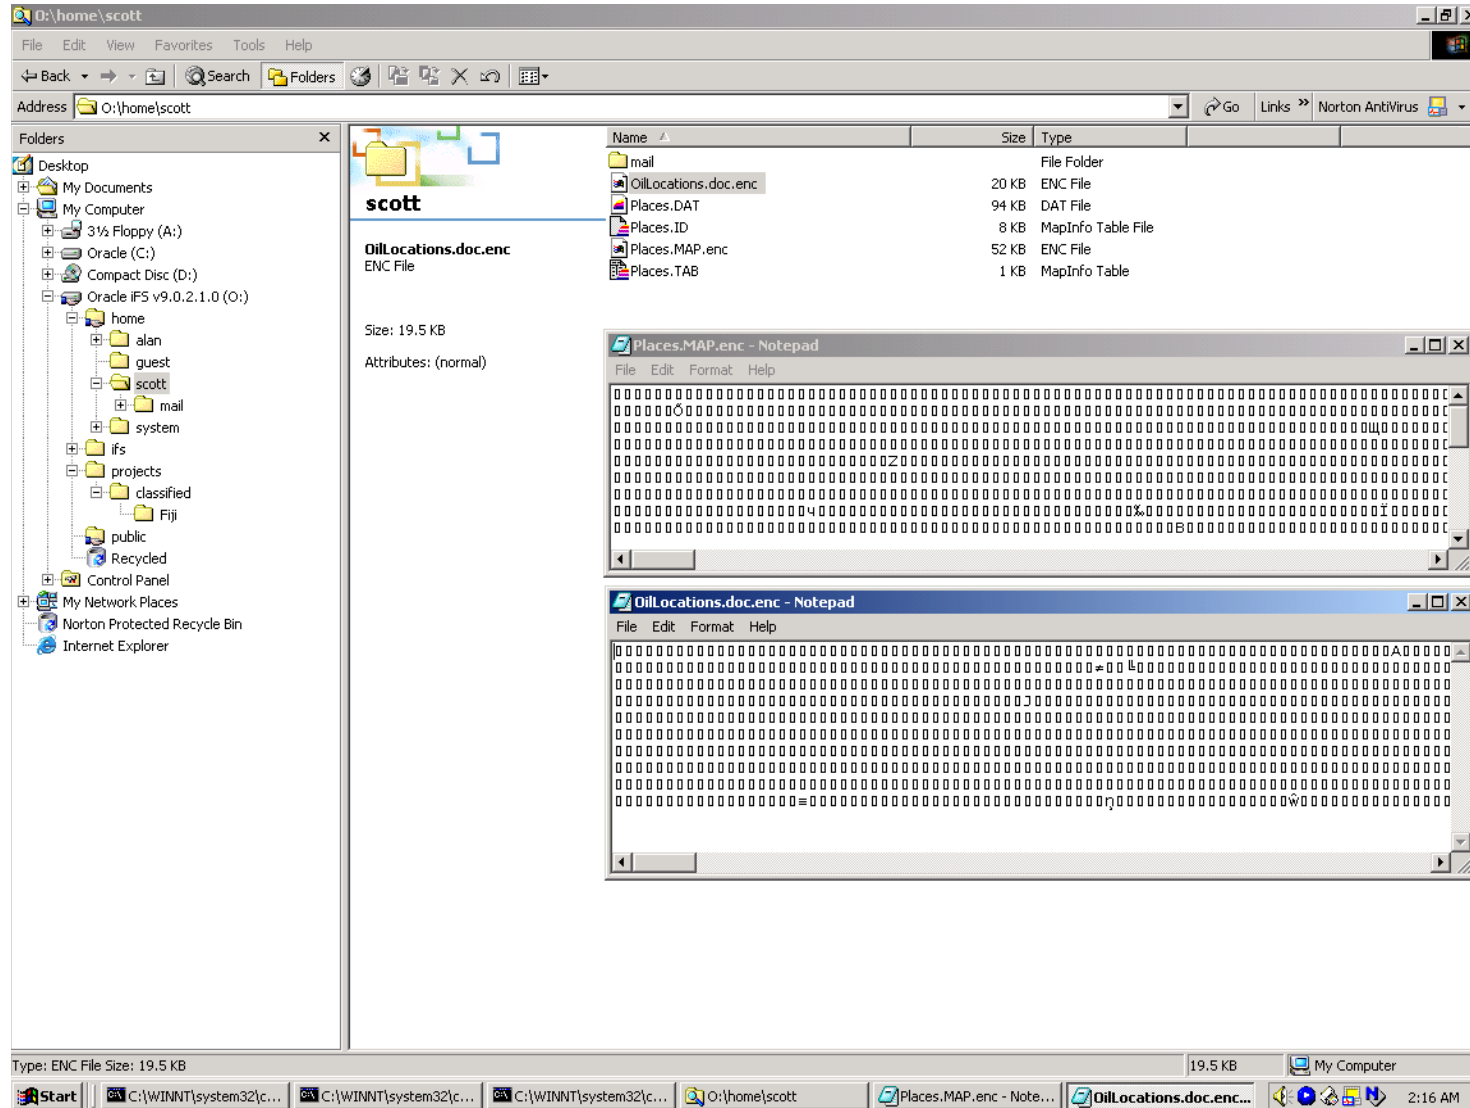 O:\home\scott
File Edit View Favorites Tools Help
Back Search Folders
Address O:\home\scott Go Links » Norton AntiVirus
Folders
Desktop
My Documents
My Computer
3½ Floppy (A:)
Oracle (C:)
Compact Disc (D:)
Oracle iFS v9.0.2.1.0 (O:)
home
alan
guest
scott
mail
system
ifs
projects
classified
Fiji
public
Recycled
Control Panel
My Network Places
Norton Protected Recycle Bin
Internet Explorer
scott
OilLocations.doc.enc
ENC File
Size: 19.5 KB
Attributes: (normal)
Name Size Type
mail File Folder
OilLocations.doc.enc 20 KB ENC File
Places.DAT 94 KB DAT File
Places.ID 8 KB MapInfo Table File
Places.MAP.enc 52 KB ENC File
Places.TAB 1 KB MapInfo Table
Places.MAP.enc - Notepad
File Edit Format Help
OilLocations.doc.enc - Notepad
File Edit Format Help
Type: ENC File Size: 19.5 KB 19.5 KB My Computer
Start C:\WINNT\system32\c... C:\WINNT\system32\c... C:\WINNT\system32\c... O:\home\scott Places.MAP.enc - Note... OilLocations.doc.enc... 2:16 AM